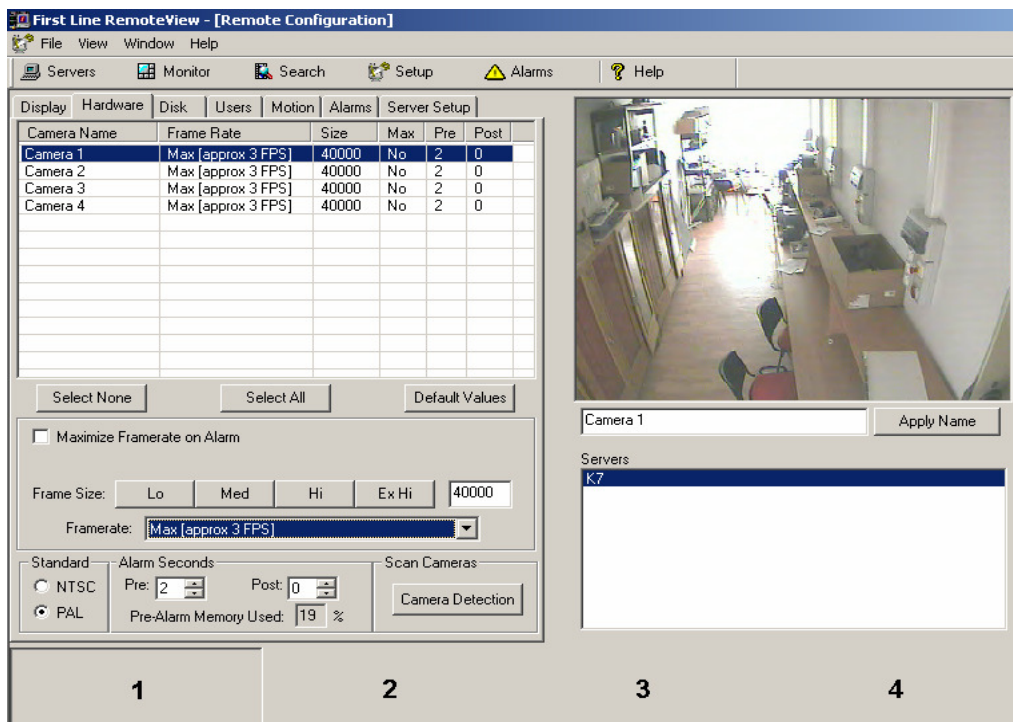 First Line RemoteView - [Remote Configuration]
File View Window Help
Servers Monitor Search Setup Alarms Help
Display Hardware Disk Users Motion Alarms Server Setup
Camera Name Frame Rate Size Max Pre Post
Camera 1 Max [approx 3 FPS] 40000 No 2 0
Camera 2 Max [approx 3 FPS] 40000 No 2 0
Camera 3 Max [approx 3 FPS] 40000 No 2 0
Camera 4 Max [approx 3 FPS] 40000 No 2 0
Select None Select All Default Values
Maximize Framerate on Alarm
Frame Size: Lo Med Hi Ex Hi 40000
Framerate: Max [approx 3 FPS]
Standard
NTSC
PAL
Alarm Seconds
Pre: 2 Post: 0
Pre-Alarm Memory Used: 19 %
Scan Cameras
Camera Detection
Camera 1 Apply Name
Servers
K7
1 2 3 4